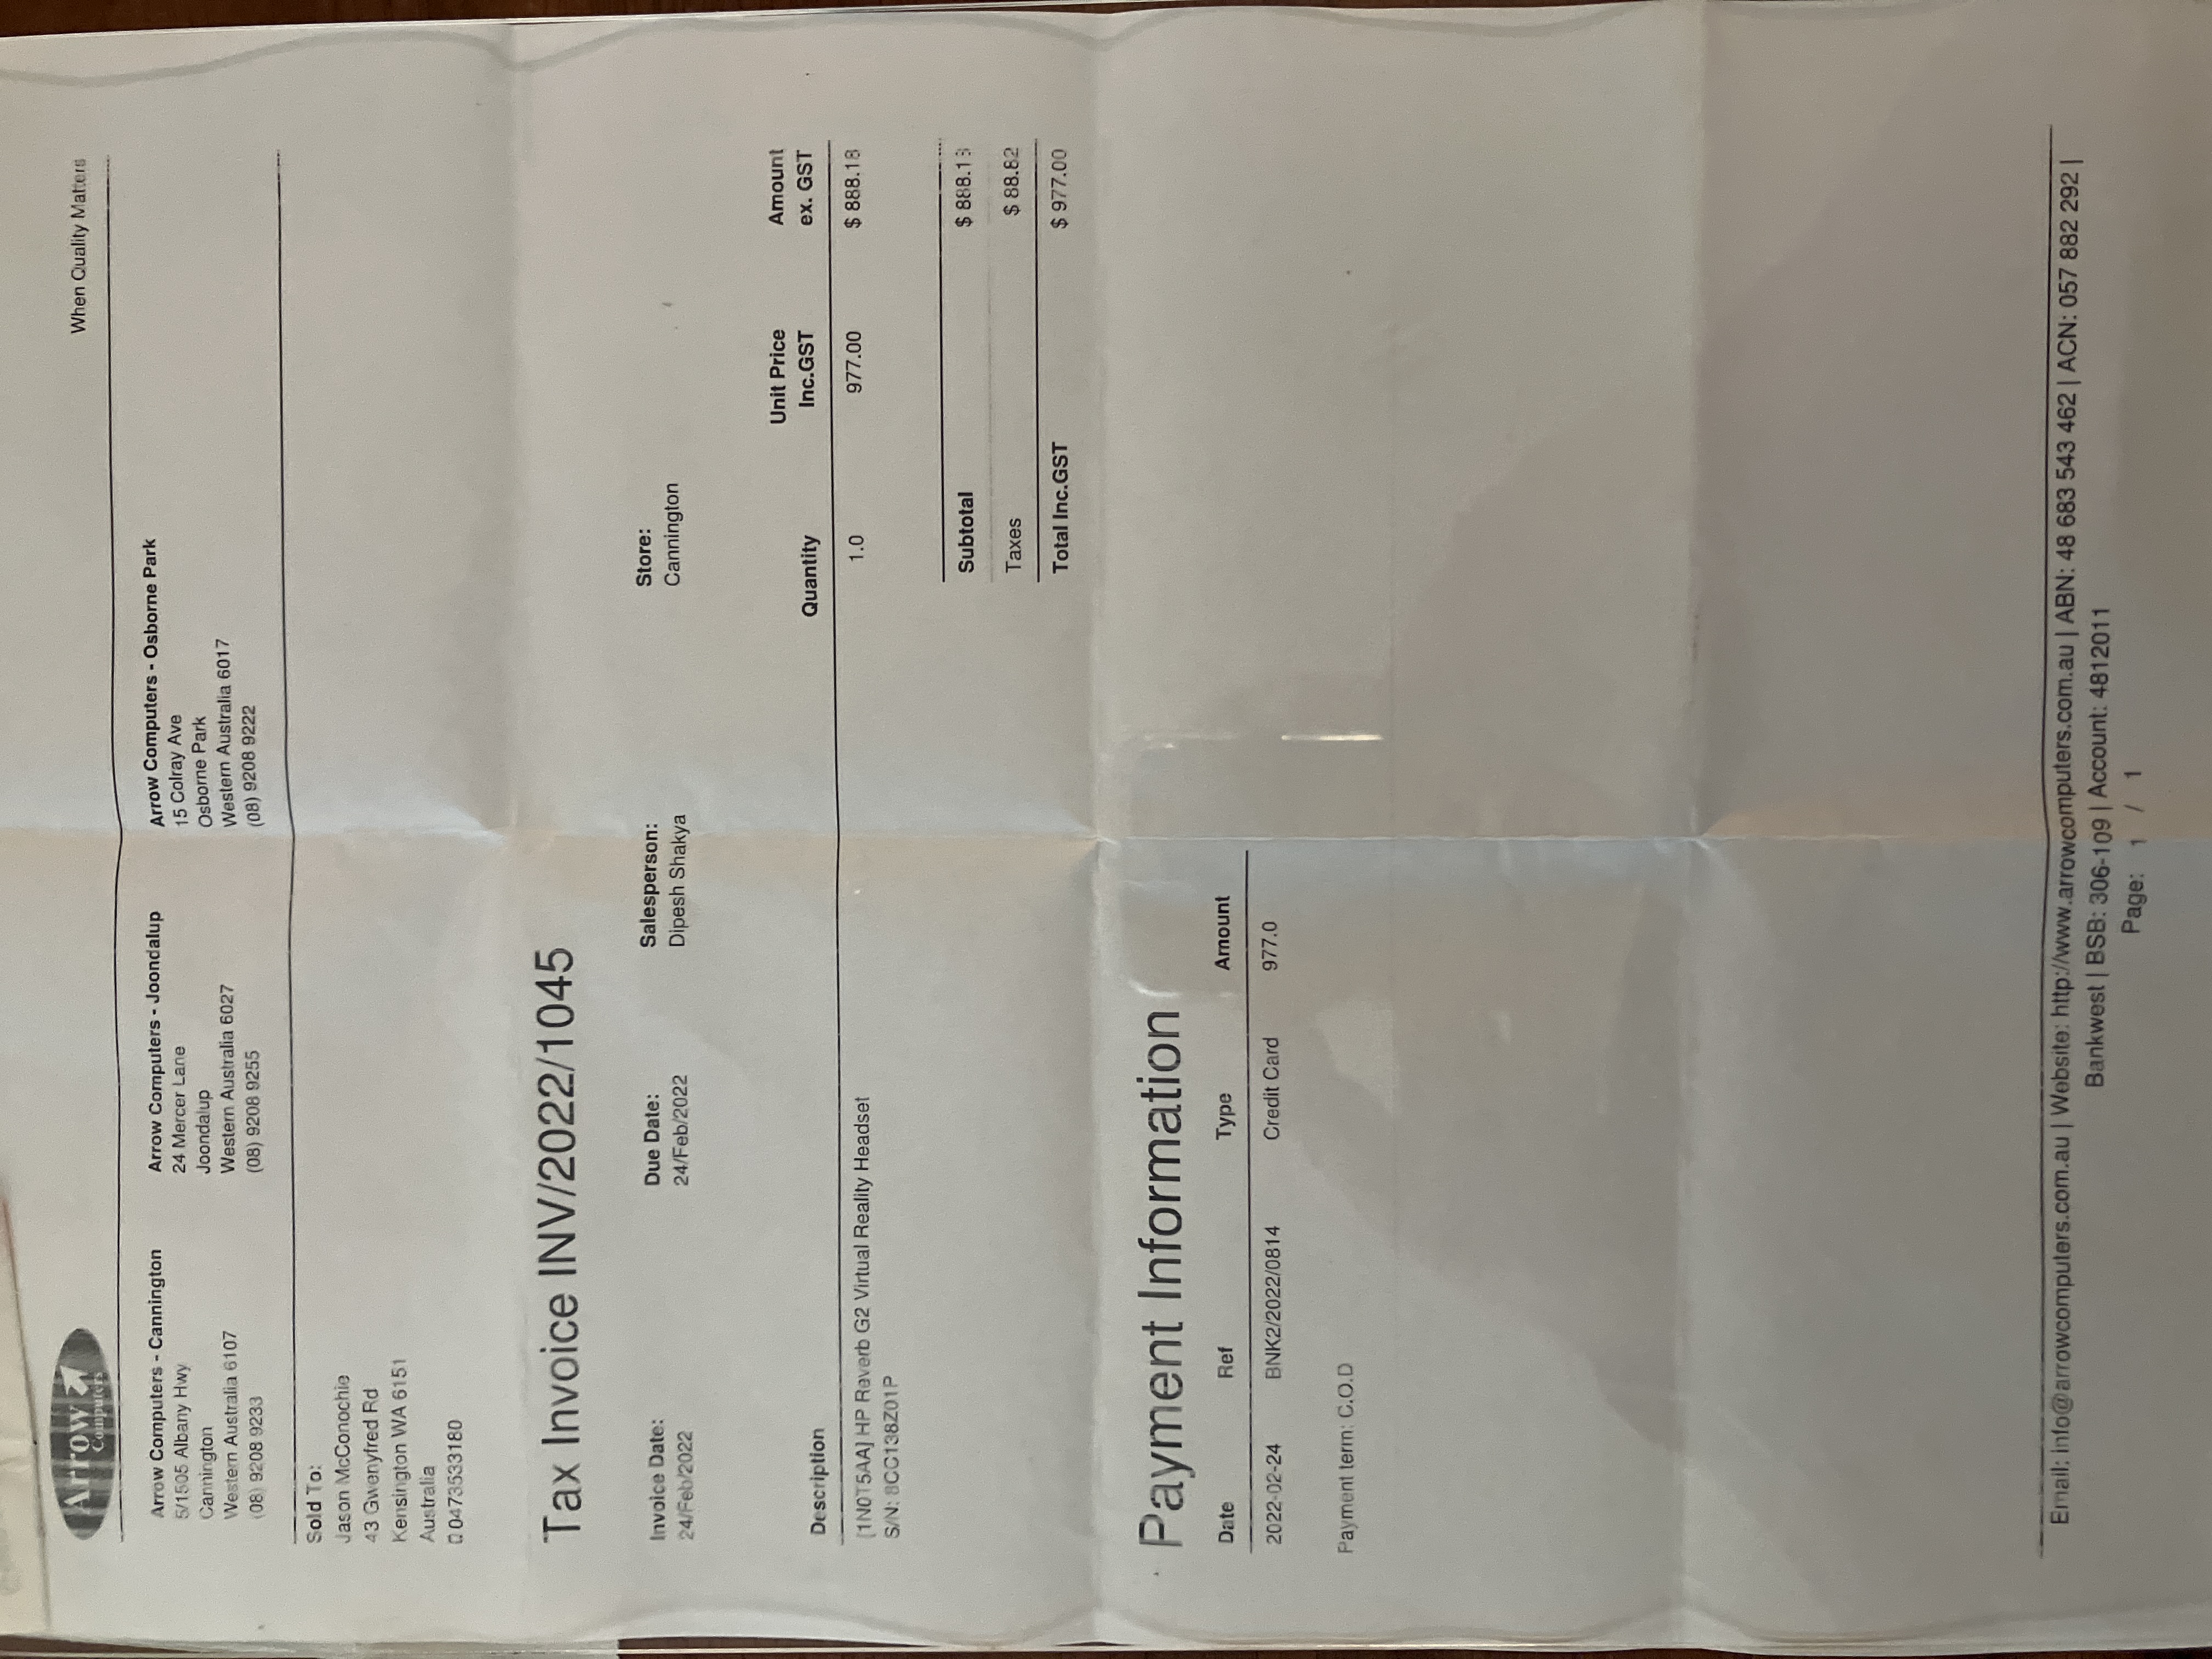 Arrow
Computers
When Quality Matters
Arrow Computers - Cannington
5/1505 Albany Hwy
Cannington
Western Australia 6107
(08) 9208 9233
Arrow Computers - Joondalup
24 Mercer Lane
Joondalup
Western Australia 6027
(08) 9208 9255
Arrow Computers - Osborne Park
15 Colray Ave
Osborne Park
Western Australia 6017
(08) 9208 9222
Sold To:
Jason McConochie
43 Gwenyfred Rd
Kensington WA 6151
Australia
0473533180
Tax Invoice INV/2022/1045
Invoice Date: Due Date: Salesperson: Store:
24/Feb/2022 24/Feb/2022 Dipesh Shakya Cannington
Description Quantity Unit Price Inc.GST Amount ex. GST
[1N0T5AA] HP Reverb G2 Virtual Reality Headset 1.0 977.00 $ 888.18
S/N: 8CC138Z01P
Subtotal $ 888.18
Taxes $ 88.82
Total Inc.GST $ 977.00
Payment Information
Date Ref Type Amount
2022-02-24 BNK2/2022/0814 Credit Card 977.0
Payment term: C.O.D
Email: info@arrowcomputers.com.au | Website: http://www.arrowcomputers.com.au | ABN: 48 683 543 462 | ACN: 057 882 292 |
Bankwest | BSB: 306-109 | Account: 4812011
Page: 1 / 1